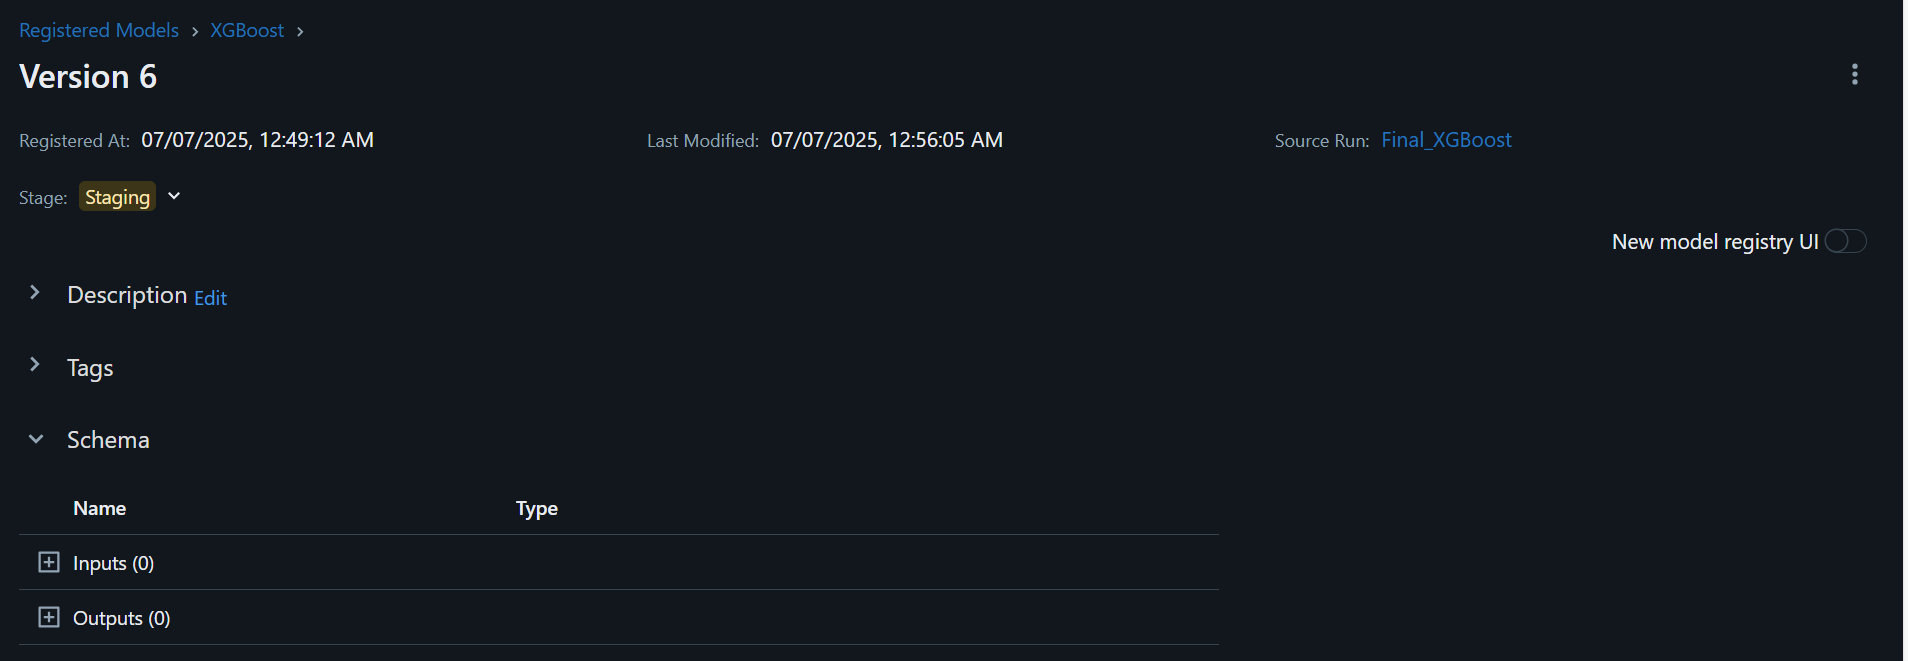 Registered Models > XGBoost >
Version 6
Registered At: 07/07/2025, 12:49:12 AM Last Modified: 07/07/2025, 12:56:05 AM Source Run: Final_XGBoost
Stage: Staging
New model registry UI
Description Edit
Tags
Schema
Name Type
Inputs (0)
Outputs (0)